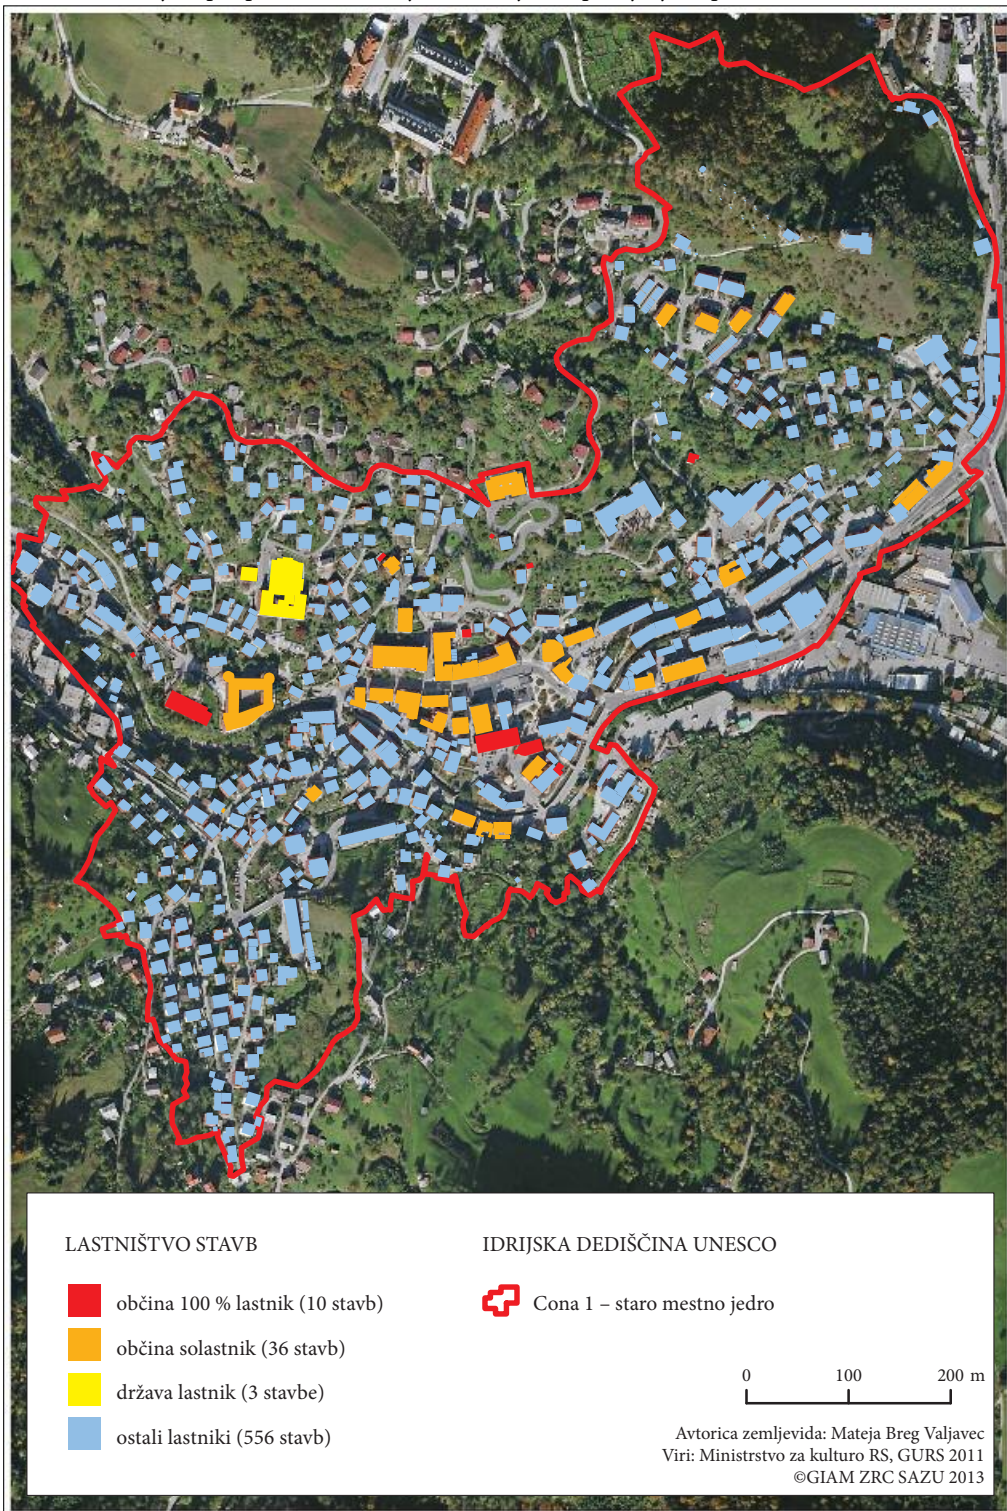 LASTNIŠTVO STAVB
občina 100 % lastnik (10 stavb)
občina solastnik (36 stavb)
država lastnik (3 stavbe)
ostali lastniki (556 stavb)
IDRIJSKA DEDIŠČINA UNESCO
Cona 1 – staro mestno jedro
0 100 200 m
Avtorica zemljevida: Mateja Breg Valjavec
Viri: Ministrstvo za kulturo RS, GURS 2011
©GIAM ZRC SAZU 2013